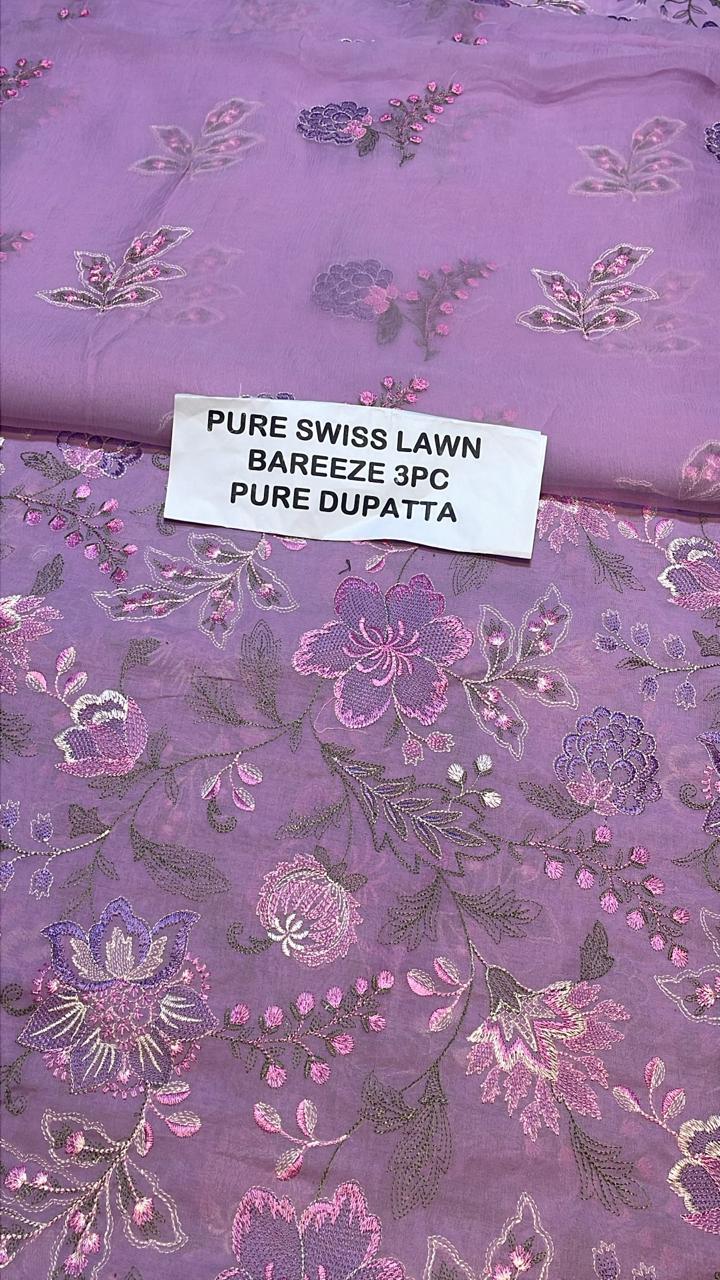 PURE SWISS LAWN
BAREEZE 3PC
PURE DUPATTA